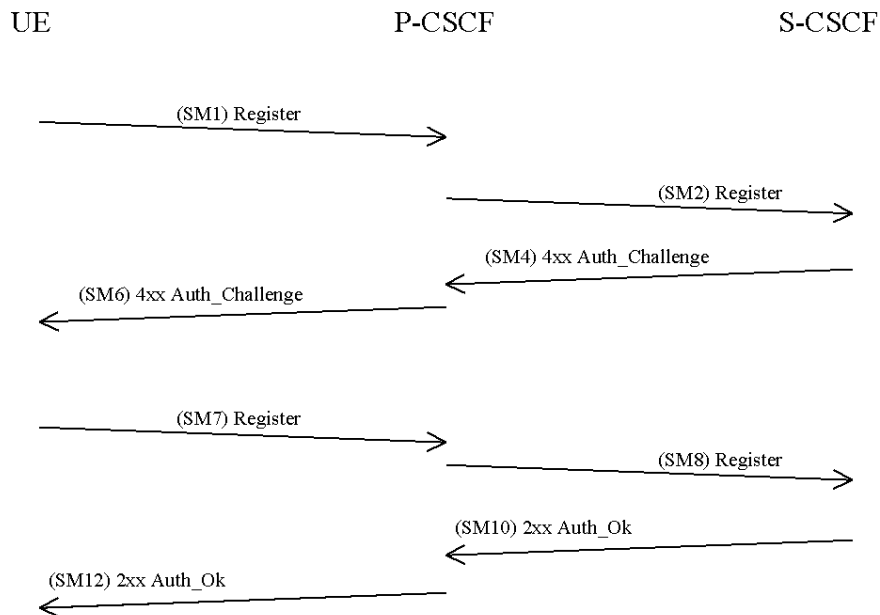 UE
P-CSCF
S-CSCF
(SM1) Register
(SM2) Register
(SM4) 4xx Auth_Challenge
(SM6) 4xx Auth_Challenge
(SM7) Register
(SM8) Register
(SM10) 2xx Auth_Ok
(SM12) 2xx Auth_Ok